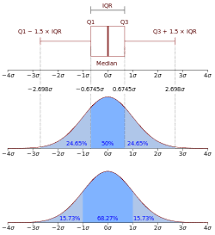 IQR
Q1 Q3
Q1 − 1.5 × IQR Q3 + 1.5 × IQR
Median
−4σ −3σ −2σ −1σ 0σ 1σ 2σ 3σ 4σ
−2.698σ −0.6745σ 0.6745σ 2.698σ
24.65% 50% 24.65%
−4σ −3σ −2σ −1σ 0σ 1σ 2σ 3σ 4σ
15.73% 68.27% 15.73%
−4σ −3σ −2σ −1σ 0σ 1σ 2σ 3σ 4σ